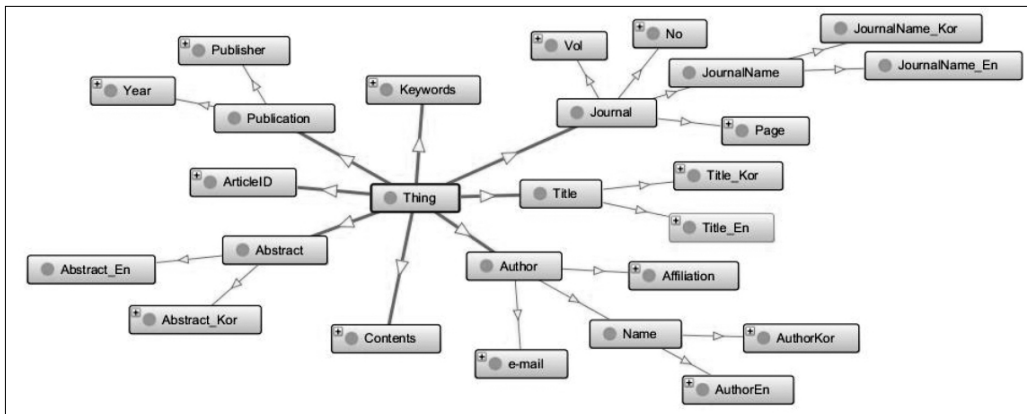 JournalName_Kor
No
Vol
Publisher
JournalName
JournalName_En
Year
Keywords
Journal
Publication
Page
Title_Kor
ArticleID
Thing
Title
Title_En
Abstract
Abstract_En
Author
Affiliation
Abstract_Kor
Contents
Name
AuthorKor
e-mail
AuthorEn